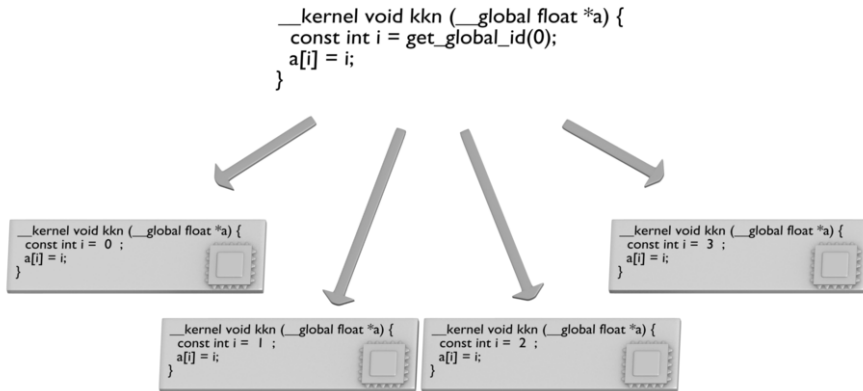 __kernel void kkn (__global float *a) {
const int i = get_global_id(0);
a[i] = i;
}
__kernel void kkn (__global float *a) {
const int i = 0 ;
a[i] = i;
}
__kernel void kkn (__global float *a) {
const int i = 3 ;
a[i] = i;
}
__kernel void kkn (__global float *a) {
const int i = 1 ;
a[i] = i;
}
__kernel void kkn (__global float *a) {
const int i = 2 ;
a[i] = i;
}